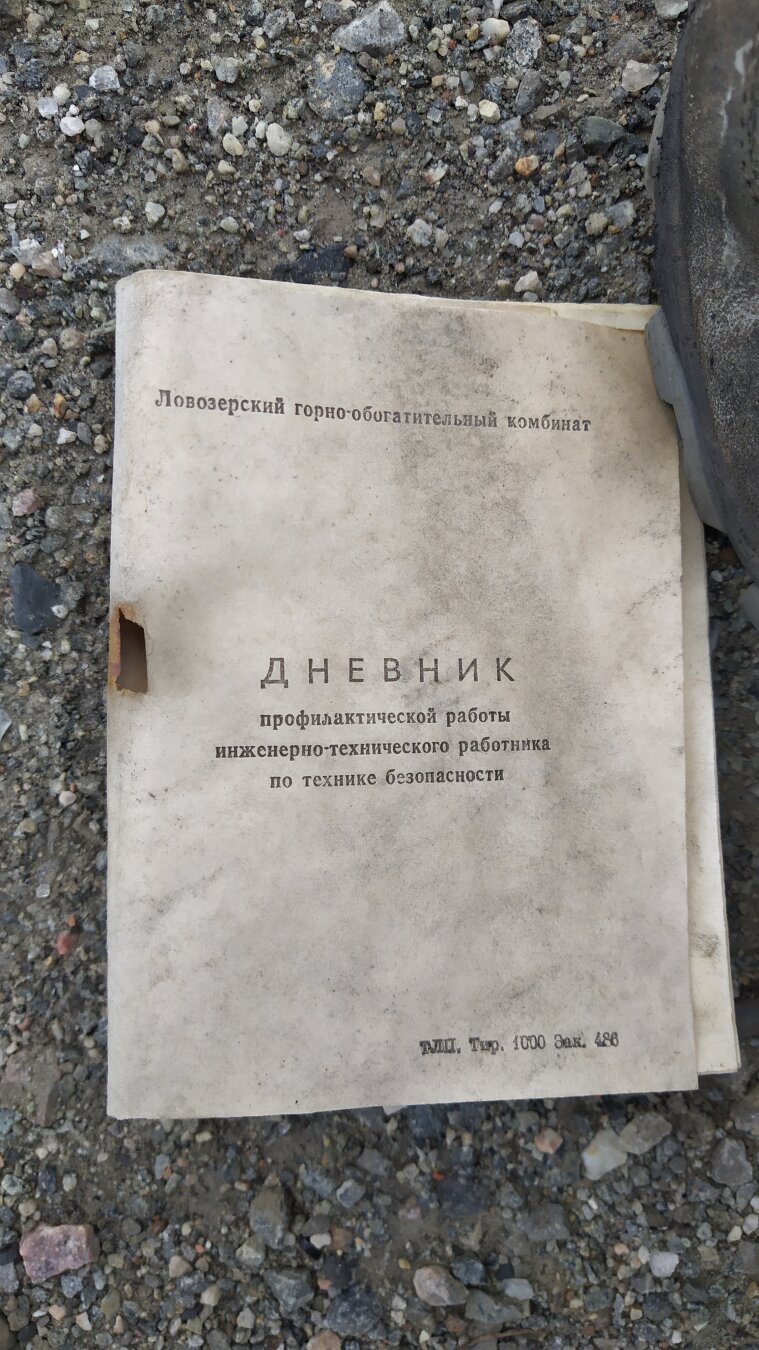 Ловозерский горно-обогатительный комбинат
ДНЕВНИК
профилактической работы
инженерно-технического работника
по технике безопасности
Тир. 1000 Зак. 486